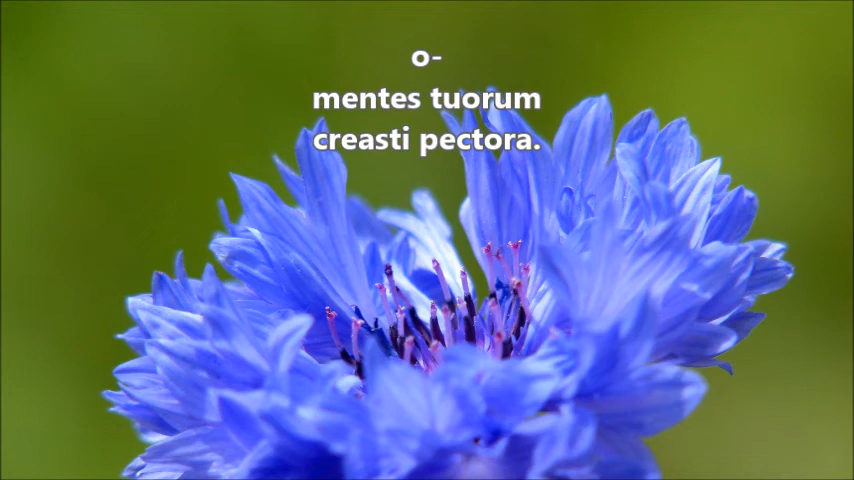 o-
mentes tuorum
creasti pectora.